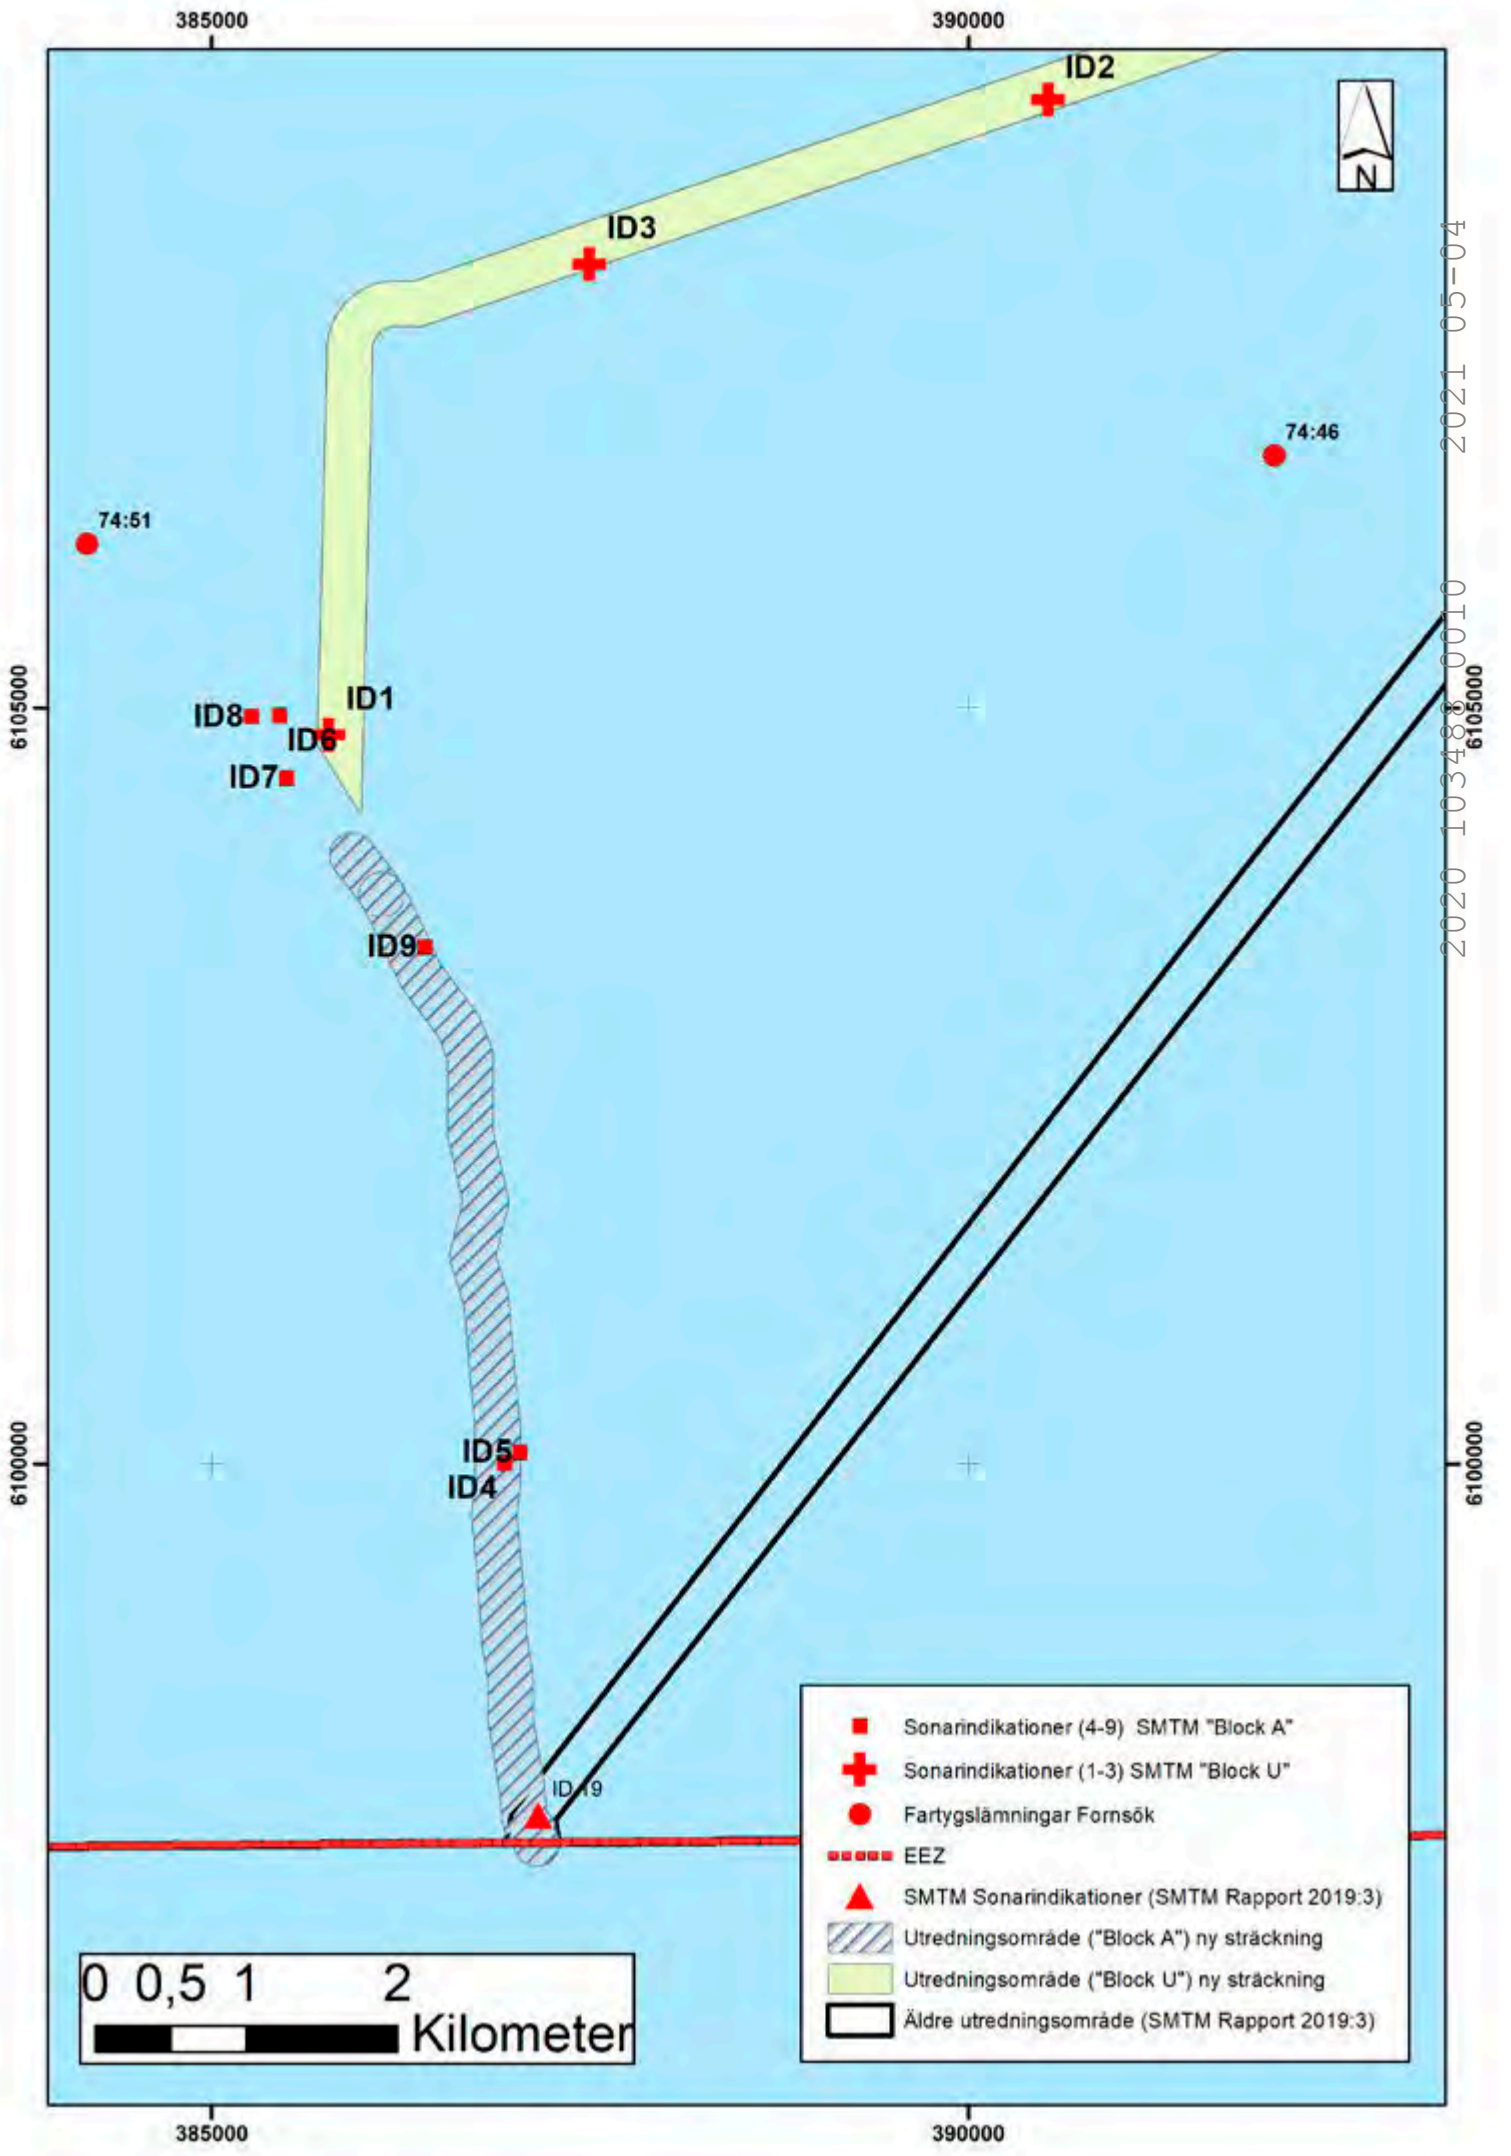 385000 390000
ID2
N
ID3
74:46
74:51
6105000
6105000
ID1
ID8
ID6
ID7
ID9
6100000
6100000
ID5
ID4
ID 19
2020 103488 0010 2021 05-04
Sonarindikationer (4-9) SMTM "Block A"
Sonarindikationer (1-3) SMTM "Block U"
Fartygslämningar Fornsök
EEZ
SMTM Sonarindikationer (SMTM Rapport 2019:3)
Utredningsområde ("Block A") ny sträckning
Utredningsområde ("Block U") ny sträckning
Äldre utredningsområde (SMTM Rapport 2019:3)
0 0,5 1 2
Kilometer
385000 390000